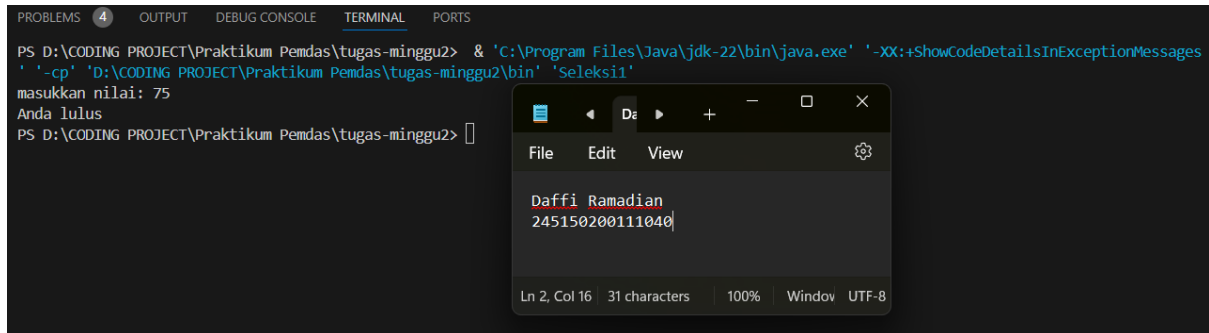 PROBLEMS 4 OUTPUT DEBUG CONSOLE TERMINAL PORTS
PS D:\CODING PROJECT\Praktikum Pemdas\tugas-minggu2> & 'C:\Program Files\Java\jdk-22\bin\java.exe' '-XX:+ShowCodeDetailsInExceptionMessages
' '-cp' 'D:\CODING PROJECT\Praktikum Pemdas\tugas-minggu2\bin' 'Seleksi1'
masukkan nilai: 75
Anda lulus
PS D:\CODING PROJECT\Praktikum Pemdas\tugas-minggu2>
Da +
File Edit View
Daffi Ramadian
245150200111040
Ln 2, Col 16 31 characters 100% Window UTF-8